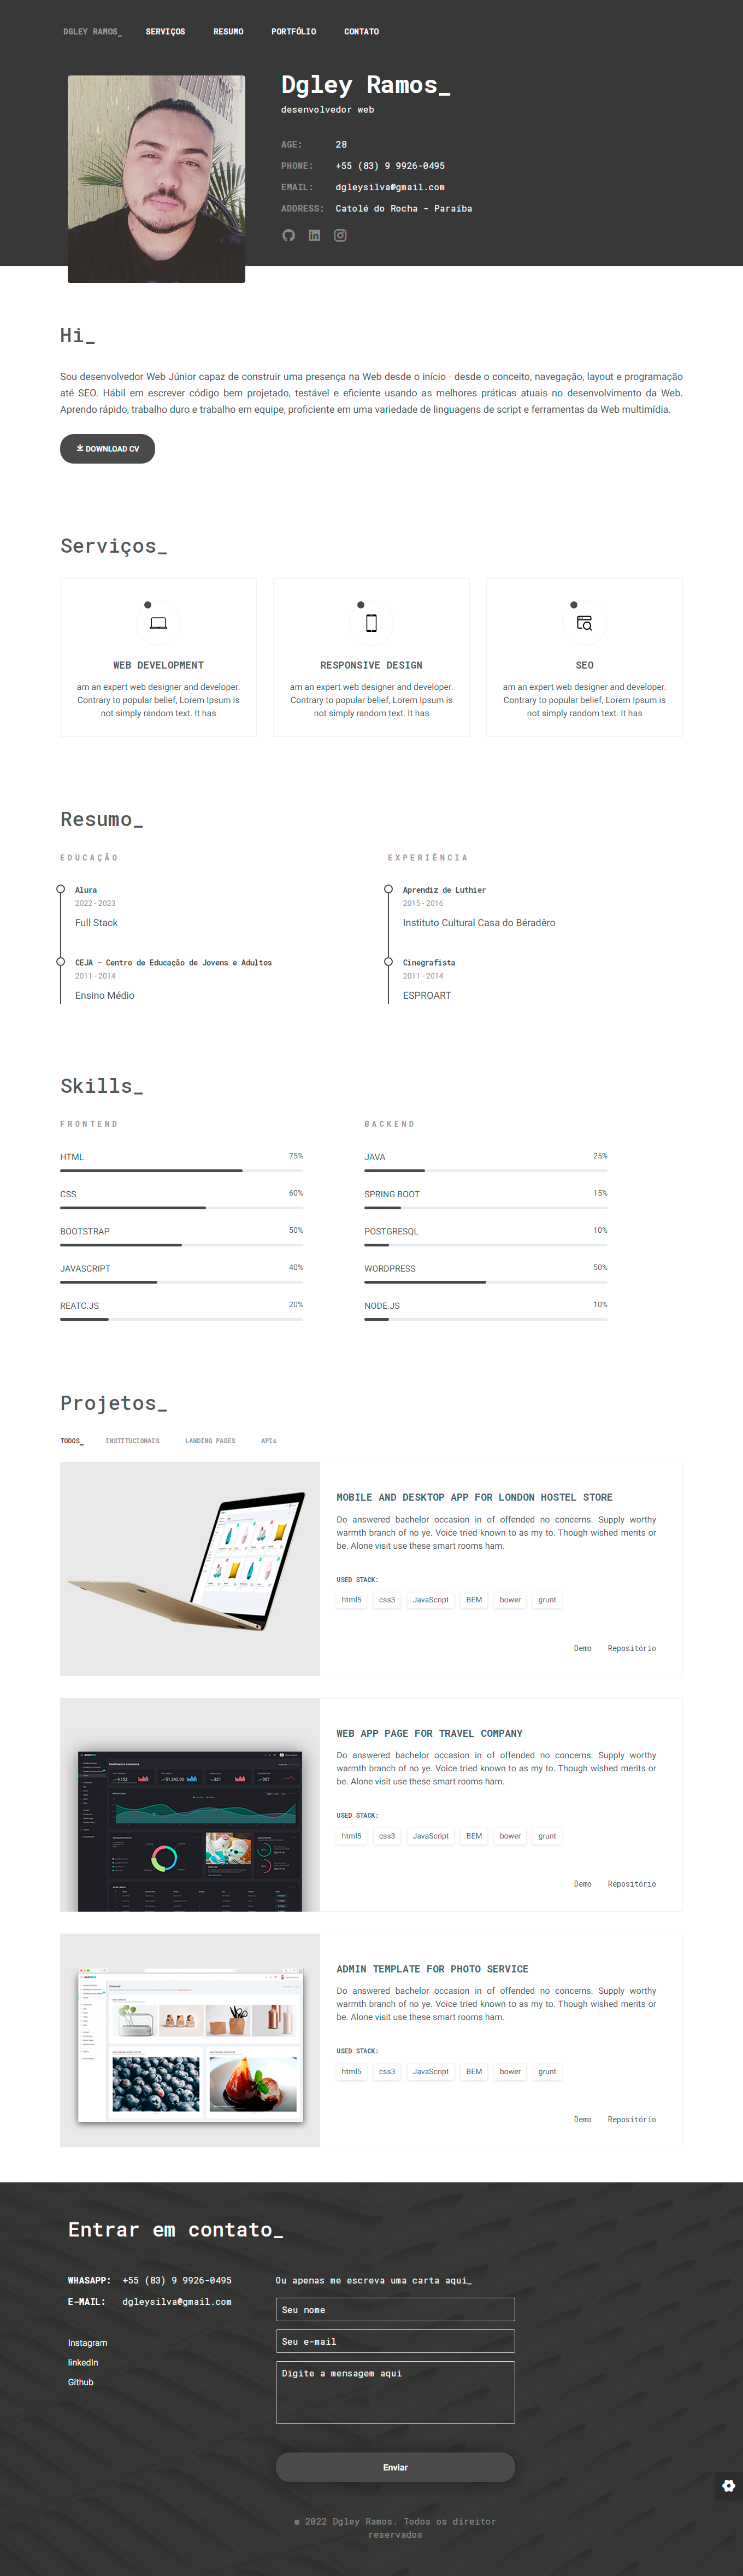 DGLEY RAMOS_ SERVIÇOS RESUMO PORTFÓLIO CONTATO
Dgley Ramos_
desenvolvedor web
AGE: 28
PHONE: +55 (83) 9 9926-0495
EMAIL: dgleysilva@gmail.com
ADDRESS: Catolé do Rocha - Paraíba
Hi_
Sou desenvolvedor Web Júnior capaz de construir uma presença na Web desde o início - desde o conceito, navegação, layout e programação
até SEO. Hábil em escrever código bem projetado, testável e eficiente usando as melhores práticas atuais no desenvolvimento da Web.
Aprendo rápido, trabalho duro e trabalho em equipe, proficiente em uma variedade de linguagens de script e ferramentas da Web multimídia.
DOWNLOAD CV
Serviços_
WEB DEVELOPMENT
am an expert web designer and developer.
Contrary to popular belief, Lorem Ipsum is
not simply random text. It has
RESPONSIVE DESIGN
am an expert web designer and developer.
Contrary to popular belief, Lorem Ipsum is
not simply random text. It has
SEO
am an expert web designer and developer.
Contrary to popular belief, Lorem Ipsum is
not simply random text. It has
Resumo_
EDUCAÇÃO
Alura
2022 - 2023
Full Stack
CEJA - Centro de Educação de Jovens e Adultos
2011 - 2014
Ensino Médio
EXPERIÊNCIA
Aprendiz de Luthier
2015 - 2016
Instituto Cultural Casa do Béradêro
Cinegrafista
2011 - 2014
ESPROART
Skills_
FRONTEND
HTML 75%
CSS 60%
BOOTSTRAP 50%
JAVASCRIPT 40%
REATC.JS 20%
BACKEND
JAVA 25%
SPRING BOOT 15%
POSTGRESQL 10%
WORDPRESS 50%
NODE.JS 10%
Projetos_
TODOS_ INSTITUCIONAIS LANDING PAGES APIs
MOBILE AND DESKTOP APP FOR LONDON HOSTEL STORE
Do answered bachelor occasion in of offended no concerns. Supply worthy
warmth branch of no ye. Voice tried known to as my to. Though wished merits or
be. Alone visit use these smart rooms ham.
USED STACK:
html5 css3 JavaScript BEM bower grunt
Demo Repositório
WEB APP PAGE FOR TRAVEL COMPANY
Do answered bachelor occasion in of offended no concerns. Supply worthy
warmth branch of no ye. Voice tried known to as my to. Though wished merits or
be. Alone visit use these smart rooms ham.
USED STACK:
html5 css3 JavaScript BEM bower grunt
Demo Repositório
ADMIN TEMPLATE FOR PHOTO SERVICE
Do answered bachelor occasion in of offended no concerns. Supply worthy
warmth branch of no ye. Voice tried known to as my to. Though wished merits or
be. Alone visit use these smart rooms ham.
USED STACK:
html5 css3 JavaScript BEM bower grunt
Demo Repositório
Entrar em contato_
WHASAPP: +55 (83) 9 9926-0495
E-MAIL: dgleysilva@gmail.com
Instagram
linkedIn
Github
Ou apenas me escreva uma carta aqui_
Seu nome
Seu e-mail
Digite a mensagem aqui
Enviar
© 2022 Dgley Ramos. Todos os direitor
reservados